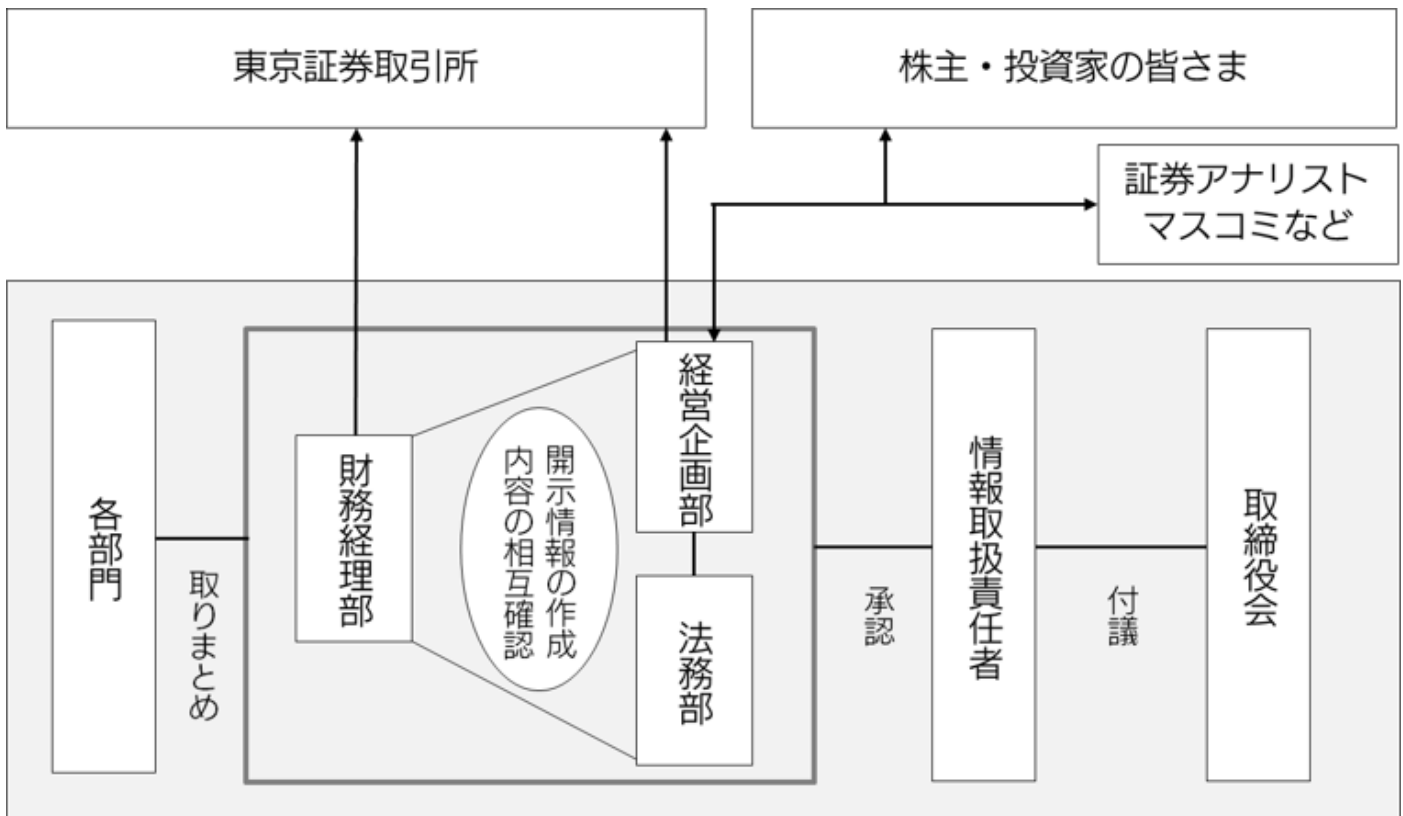 東京証券取引所
株主・投資家の皆さま
証券アナリスト
マスコミなど
各部門
取りまとめ
財務経理部
開示情報の作成
内容の相互確認
経営企画部
法務部
承認
情報取扱責任者
付議
取締役会